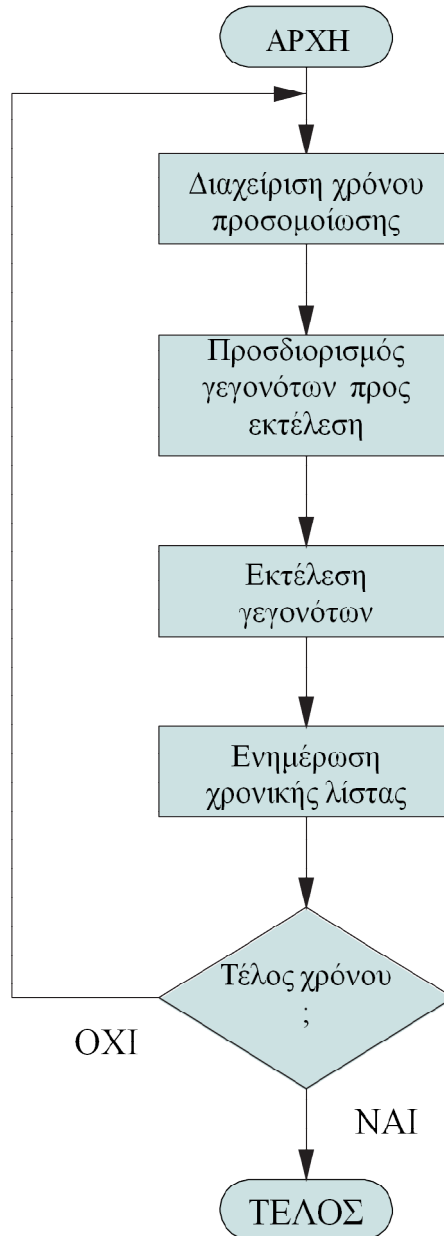 ΑΡΧΗ
Διαχείριση χρόνου
προσομοίωσης
Προσδιορισμός
γεγονότων προς
εκτέλεση
Εκτέλεση
γεγονότων
Ενημέρωση
χρονικής λίστας
Τέλος χρόνου
;
ΟΧΙ
ΝΑΙ
ΤΕΛΟΣ